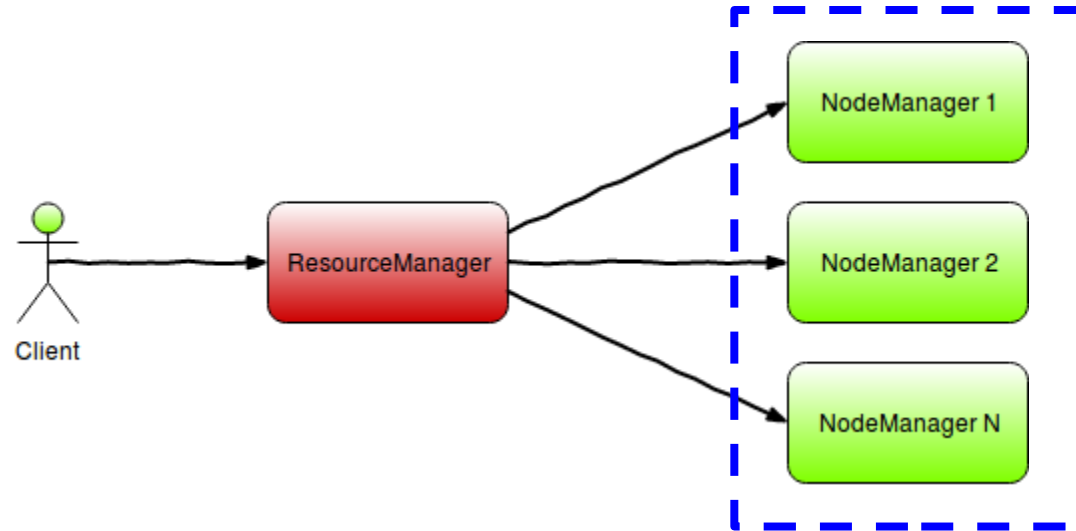 NodeManager 1
ResourceManager
NodeManager 2
Client
NodeManager N